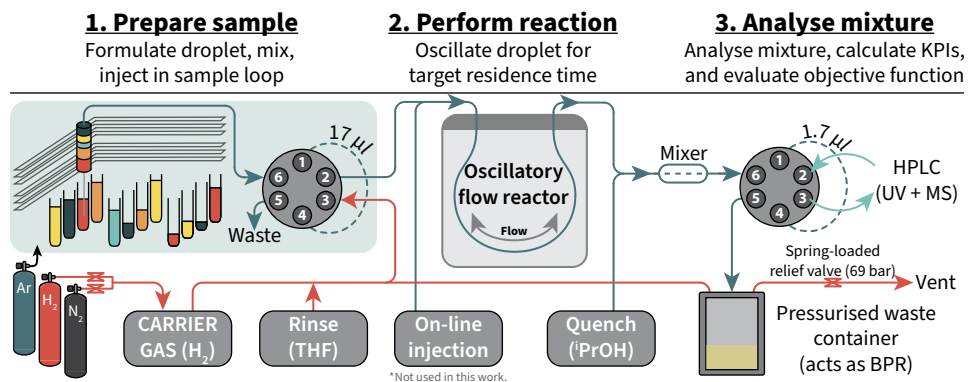 1. Prepare sample
Formulate droplet, mix,
inject in sample loop
2. Perform reaction
Oscillate droplet for
target residence time
3. Analyse mixture
Analyse mixture, calculate KPIs,
and evaluate objective function
17 µl
1
2
3
4
5
6
Waste
Oscillatory
flow reactor
Flow
Mixer
1.7 µl
1
2
3
4
5
6
HPLC
(UV + MS)
Ar
H₂
N₂
CARRIER
GAS (H₂)
Rinse
(THF)
On-line
injection
*Not used in this work.
Quench
(ⁱPrOH)
Spring-loaded
relief valve (69 bar)
Vent
Pressurised waste
container
(acts as BPR)